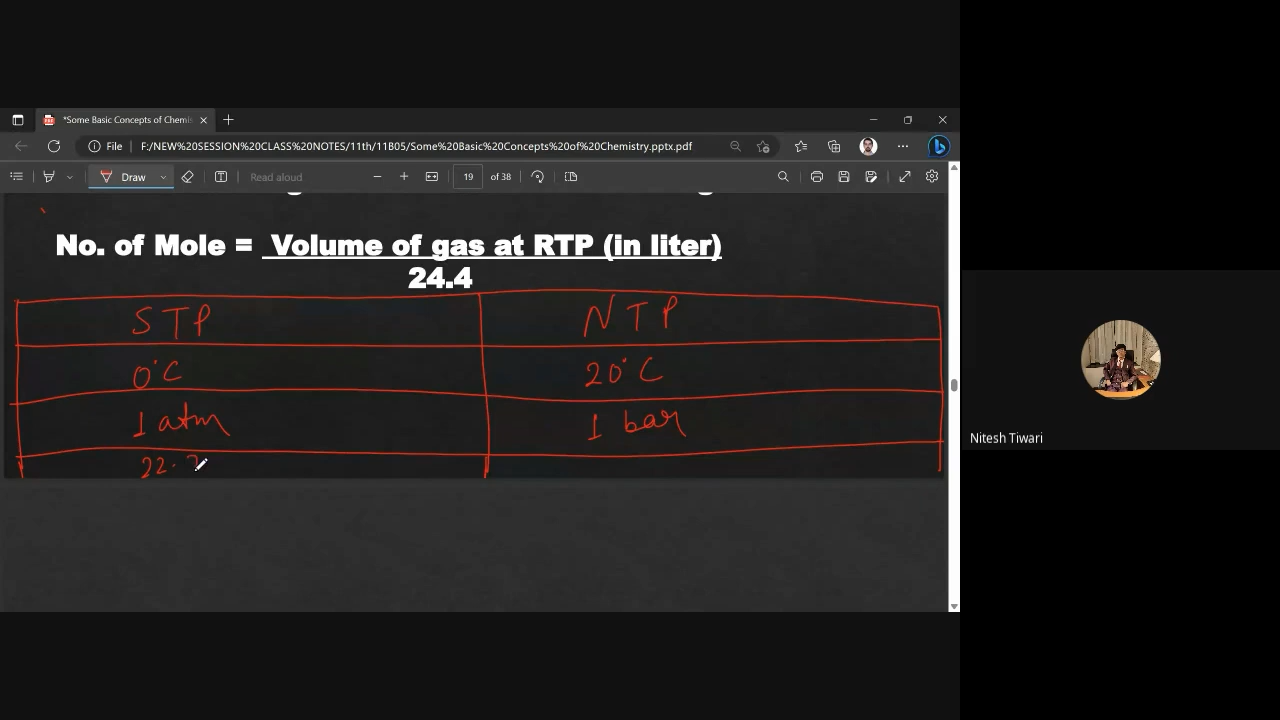 *Some Basic Concepts of Chemis
File F:/NEW%20SESSION%20CLASS%20NOTES/11th/11B05/Some%20Basic%20Concepts%20of%20Chemistry.pptx.pdf
Draw Read aloud 19 of 38
No. of Mole = Volume of gas at RTP (in liter)
24.4
STP NTP
0°C 20°C
1 atm 1 bar
22.
Nitesh Tiwari